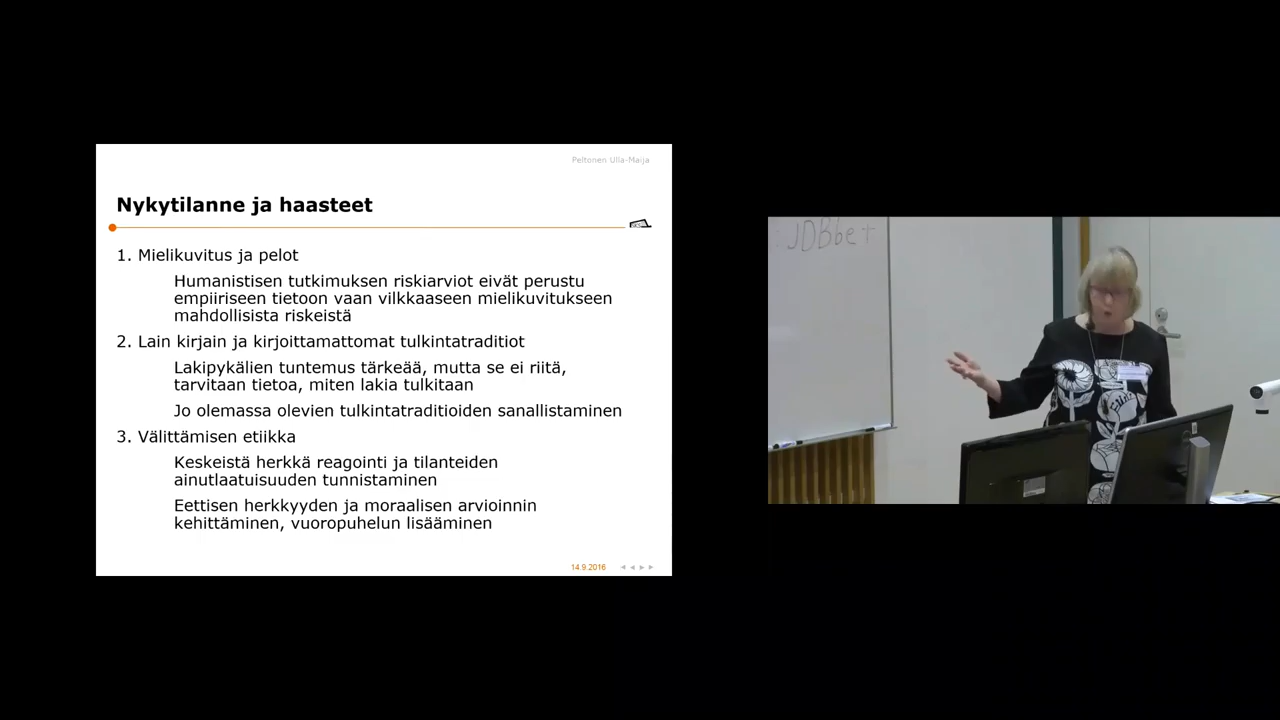 Peltonen Ulla-Maija
Nykytilanne ja haasteet
1. Mielikuvitus ja pelot
Humanistisen tutkimuksen riskiarviot eivät perustu
empiiriseen tietoon vaan vilkkaaseen mielikuvitukseen
mahdollisista riskeistä
2. Lain kirjain ja kirjoittamattomat tulkintatraditiot
Lakipykälien tuntemus tärkeää, mutta se ei riitä,
tarvitaan tietoa, miten lakia tulkitaan
Jo olemassa olevien tulkintatraditioiden sanallistaminen
3. Välittämisen etiikka
Keskeistä herkkä reagointi ja tilanteiden
ainutlaatuisuuden tunnistaminen
Eettisen herkkyyden ja moraalisen arvioinnin
kehittäminen, vuoropuhelun lisääminen
14.9.2016